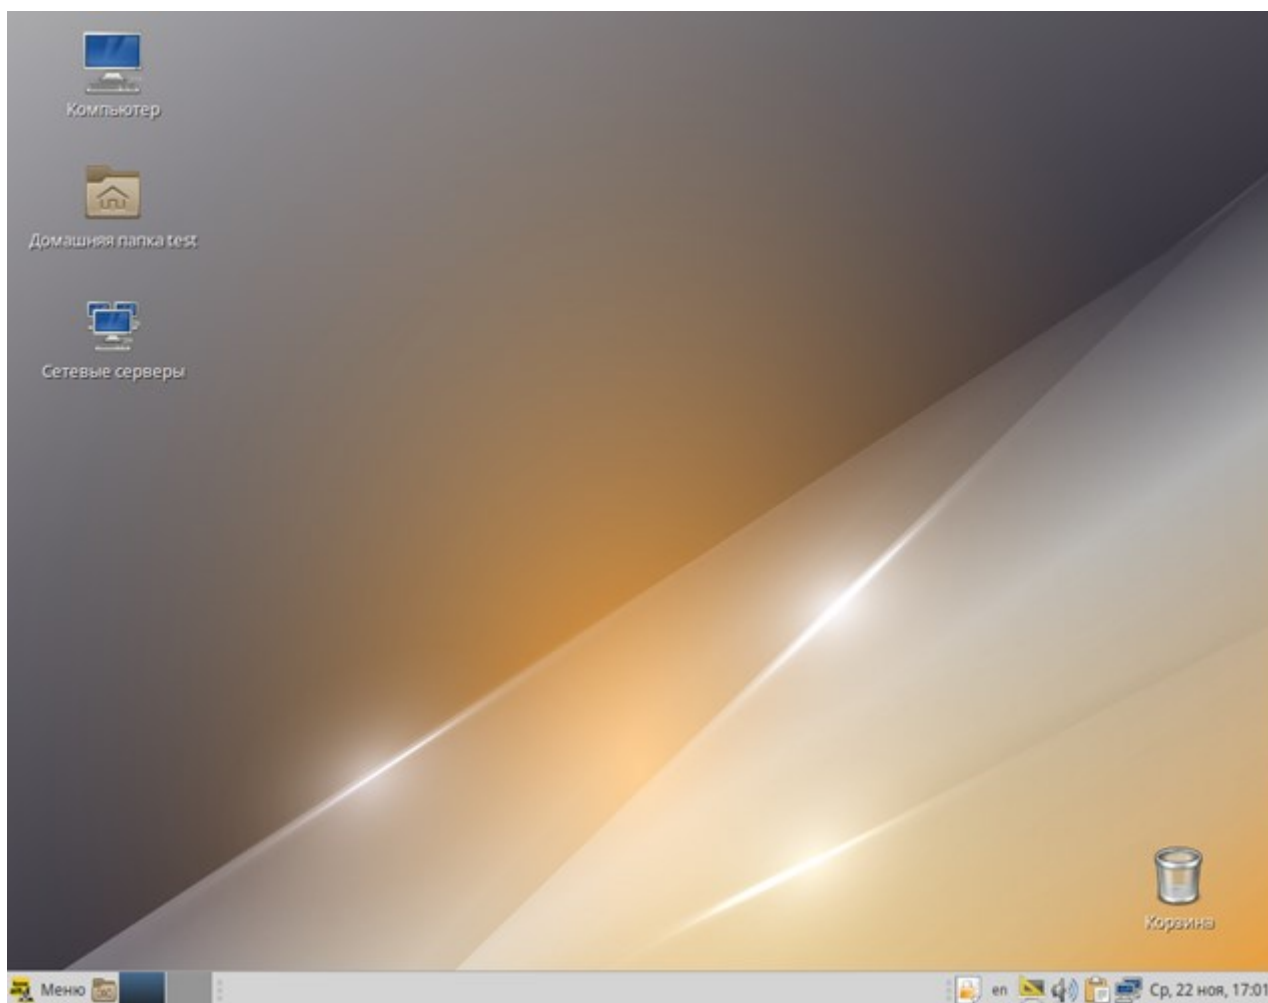 Компьютер
Домашняя папка test
Сетевые серверы
Корзина
Меню
en
Ср, 22 ноя, 17:01